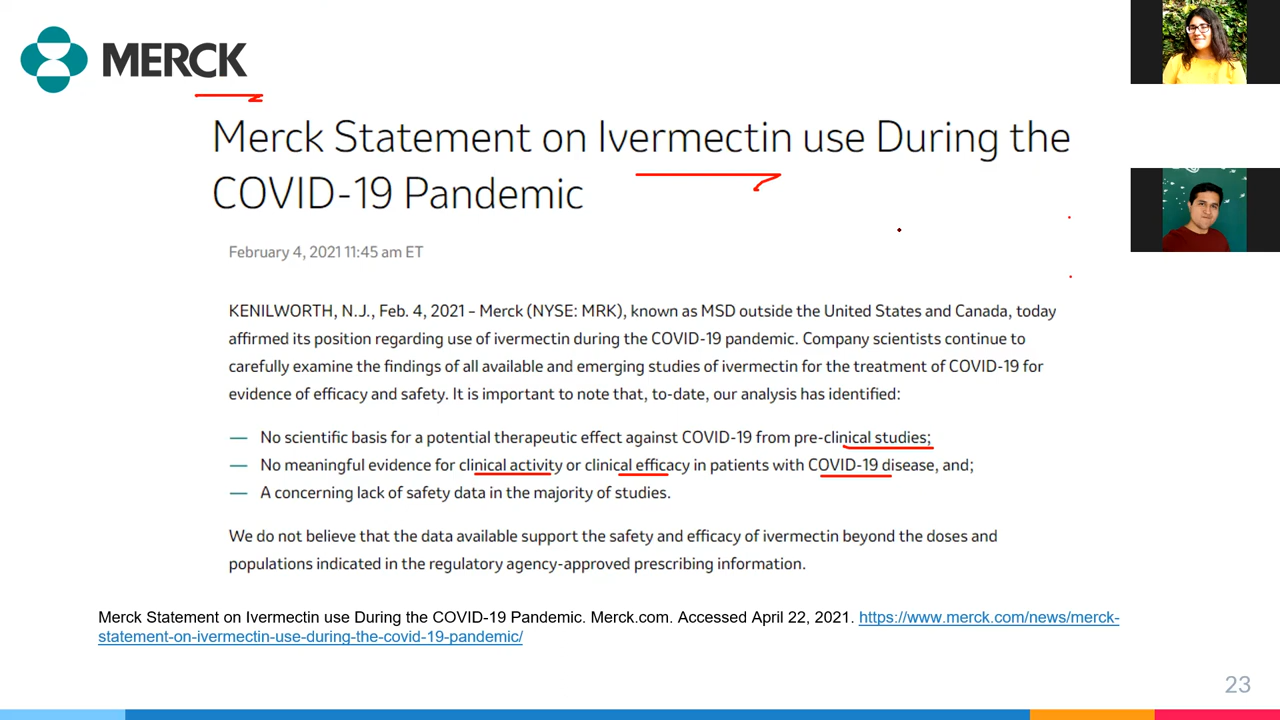 MERCK
Merck Statement on Ivermectin use During the
COVID-19 Pandemic
February 4, 2021 11:45 am ET
KENILWORTH, N.J., Feb. 4, 2021 – Merck (NYSE: MRK), known as MSD outside the United States and Canada, today
affirmed its position regarding use of ivermectin during the COVID-19 pandemic. Company scientists continue to
carefully examine the findings of all available and emerging studies of ivermectin for the treatment of COVID-19 for
evidence of efficacy and safety. It is important to note that, to-date, our analysis has identified:
— No scientific basis for a potential therapeutic effect against COVID-19 from pre-clinical studies;
— No meaningful evidence for clinical activity or clinical efficacy in patients with COVID-19 disease, and;
— A concerning lack of safety data in the majority of studies.
We do not believe that the data available support the safety and efficacy of ivermectin beyond the doses and
populations indicated in the regulatory agency-approved prescribing information.
Merck Statement on Ivermectin use During the COVID-19 Pandemic. Merck.com. Accessed April 22, 2021. https://www.merck.com/news/merck-
statement-on-ivermectin-use-during-the-covid-19-pandemic/
23